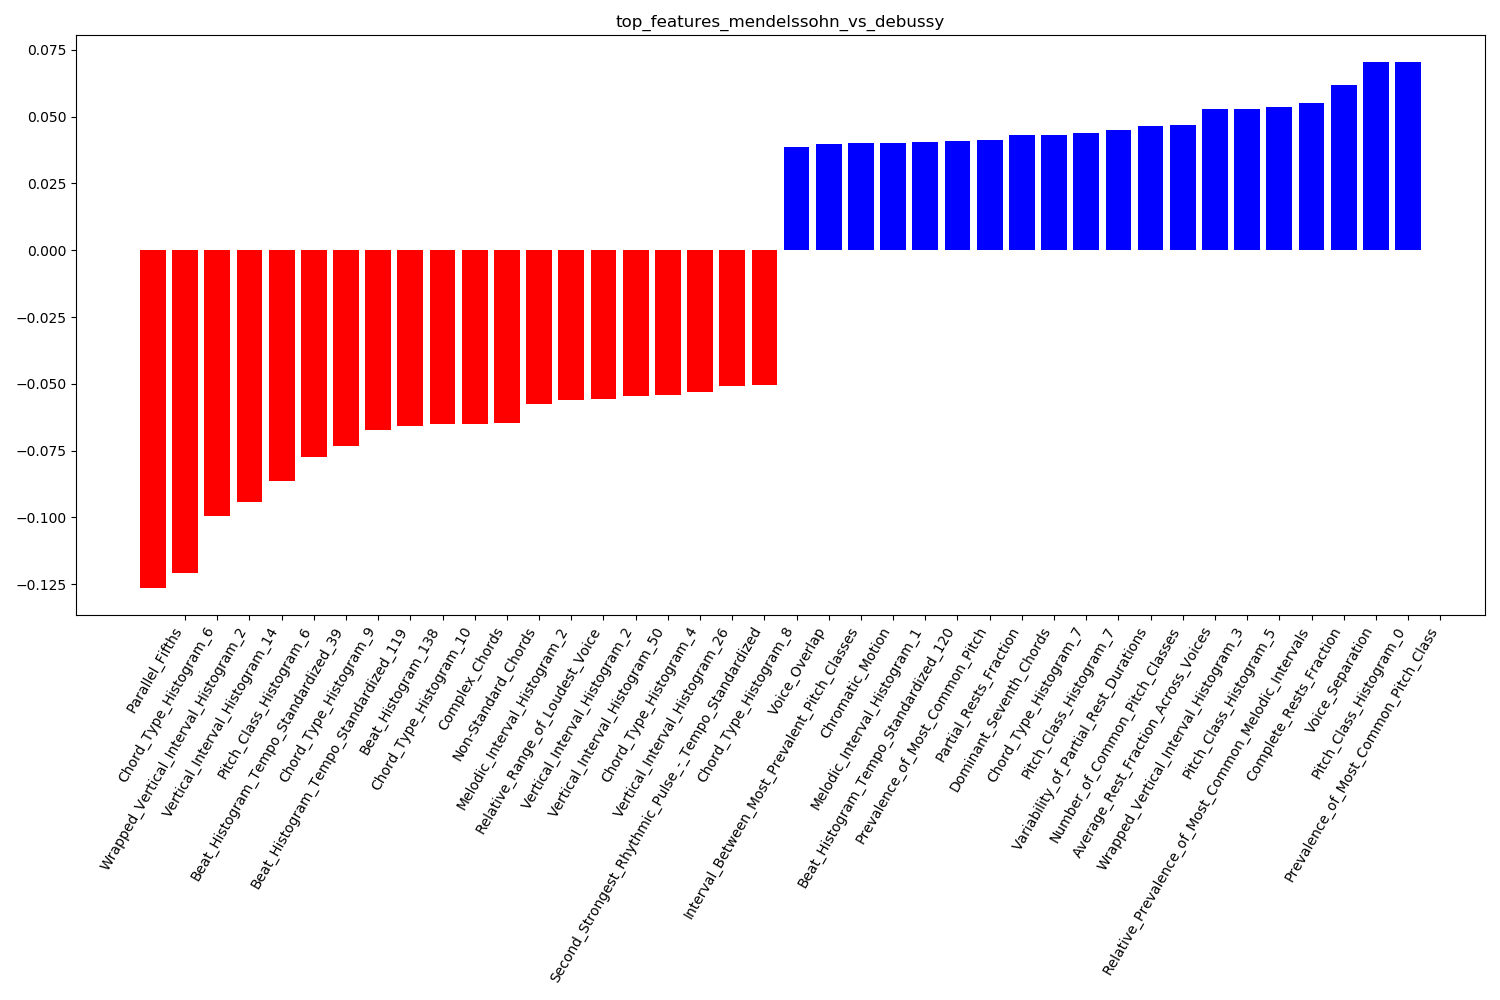 top_features_mendelssohn_vs_debussy
0.075
0.050
0.025
0.000
−0.025
−0.050
−0.075
−0.100
−0.125
Parallel_Fifths
Chord_Type_Histogram_6
Wrapped_Vertical_Interval_Histogram_2
Vertical_Interval_Histogram_14
Pitch_Class_Histogram_6
Beat_Histogram_Tempo_Standardized_39
Chord_Type_Histogram_9
Beat_Histogram_Tempo_Standardized_119
Beat_Histogram_138
Chord_Type_Histogram_10
Complex_Chords
Non-Standard_Chords
Melodic_Interval_Histogram_2
Relative_Range_of_Loudest_Voice
Vertical_Interval_Histogram_2
Vertical_Interval_Histogram_50
Chord_Type_Histogram_4
Vertical_Interval_Histogram_26
Second_Strongest_Rhythmic_Pulse_-_Tempo_Standardized
Chord_Type_Histogram_8
Voice_Overlap
Interval_Between_Most_Prevalent_Pitch_Classes
Chromatic_Motion
Melodic_Interval_Histogram_1
Beat_Histogram_Tempo_Standardized_120
Prevalence_of_Most_Common_Pitch
Partial_Rests_Fraction
Dominant_Seventh_Chords
Chord_Type_Histogram_7
Pitch_Class_Histogram_7
Variability_of_Partial_Rest_Durations
Number_of_Common_Pitch_Classes
Average_Rest_Fraction_Across_Voices
Wrapped_Vertical_Interval_Histogram_3
Pitch_Class_Histogram_5
Relative_Prevalence_of_Most_Common_Melodic_Intervals
Complete_Rests_Fraction
Voice_Separation
Pitch_Class_Histogram_0
Prevalence_of_Most_Common_Pitch_Class